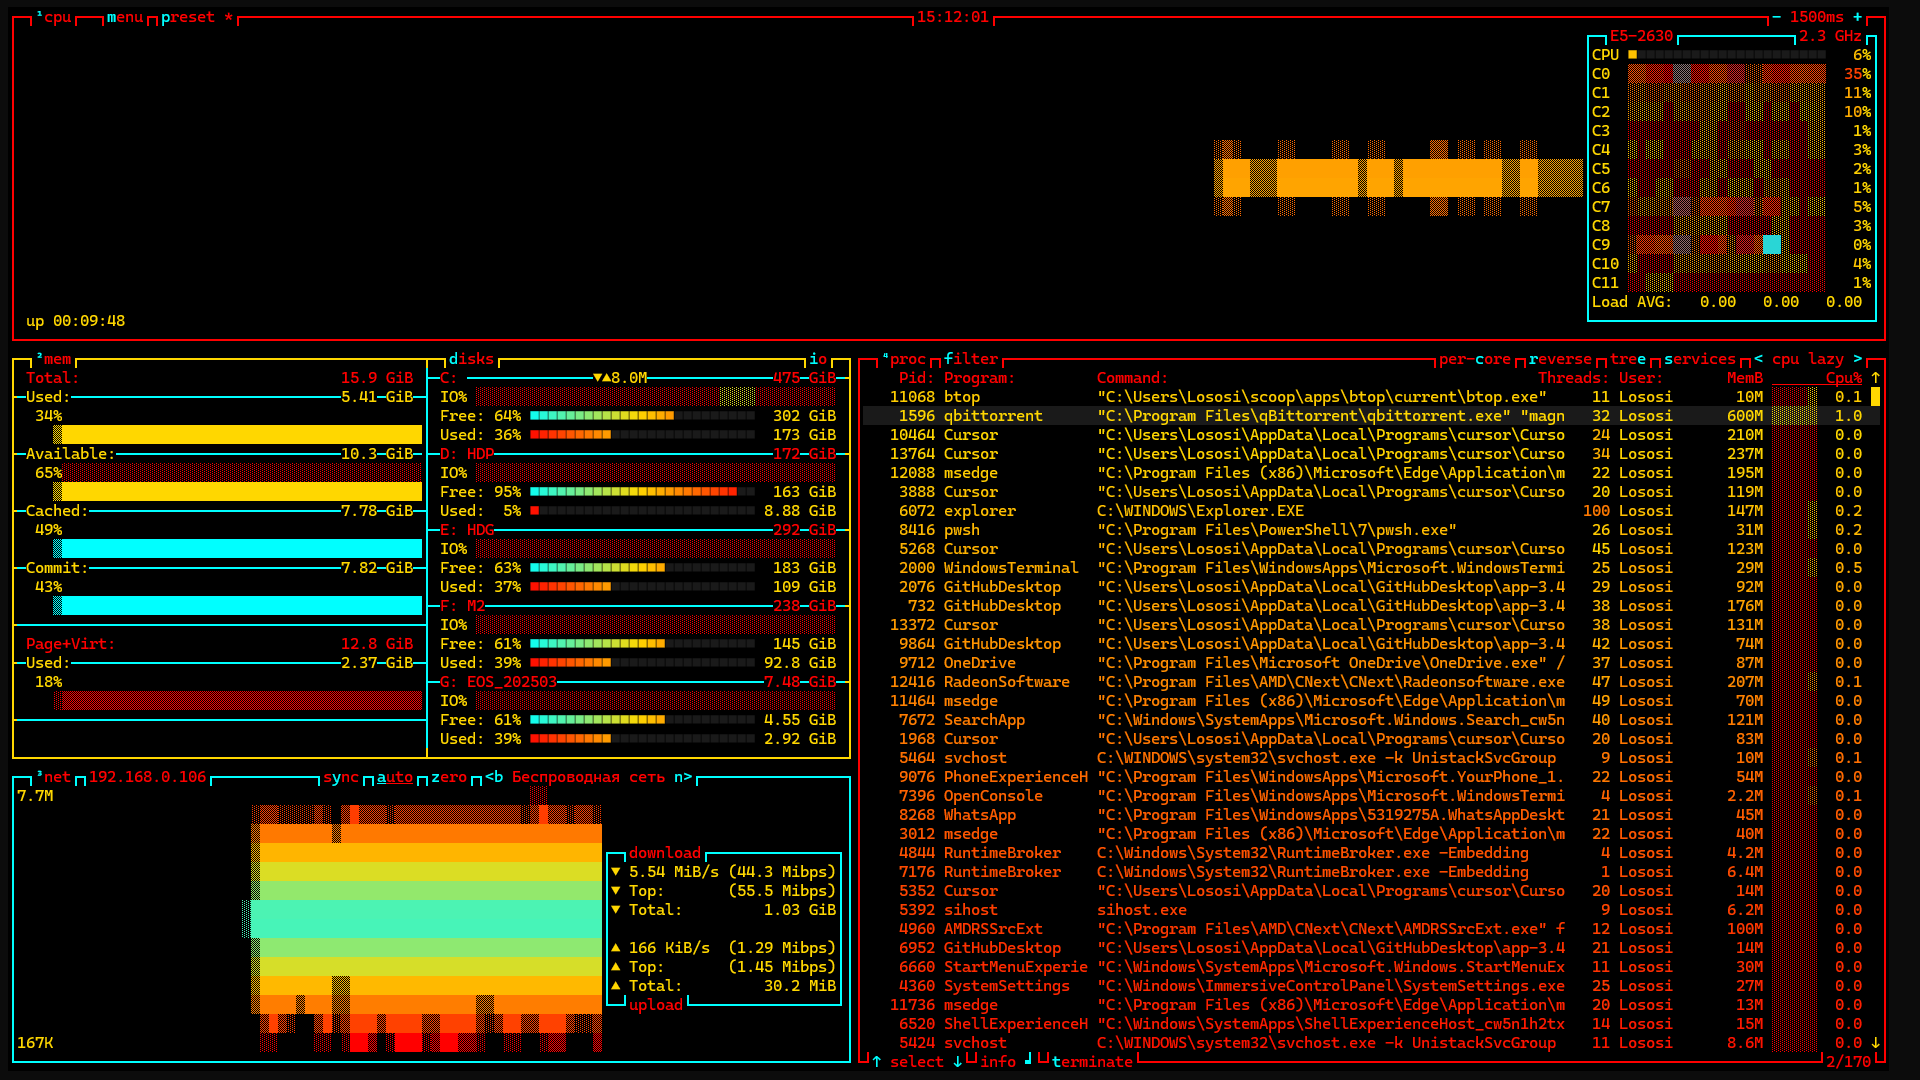 ¹cpu menu preset * 15:12:01 − 1500ms +
E5-2630 2.3 GHz
CPU 6%
C0 35%
C1 11%
C2 10%
C3 1%
C4 3%
C5 2%
C6 1%
C7 5%
C8 3%
C9 0%
C10 4%
C11 1%
Load AVG: 0.00 0.00 0.00
up 00:09:48
²mem
Total: 15.9 GiB
Used: 5.41 GiB
34%
Available: 10.3 GiB
65%
Cached: 7.78 GiB
49%
Commit: 7.82 GiB
43%
Page+Virt: 12.8 GiB
Used: 2.37 GiB
18%
disks io
C: ▼▲8.0M 475 GiB
IO%
Free: 64% 302 GiB
Used: 36% 173 GiB
D: HDP 172 GiB
IO%
Free: 95% 163 GiB
Used: 5% 8.88 GiB
E: HDG 292 GiB
IO%
Free: 63% 183 GiB
Used: 37% 109 GiB
F: M2 238 GiB
IO%
Free: 61% 145 GiB
Used: 39% 92.8 GiB
G: EOS_202503 7.48 GiB
IO%
Free: 61% 4.55 GiB
Used: 39% 2.92 GiB
³net 192.168.0.106 sync auto zero <b Беспроводная сеть n>
7.7M
download
▼ 5.54 MiB/s (44.3 Mibps)
▼ Top: (55.5 Mibps)
▼ Total: 1.03 GiB
▲ 166 KiB/s (1.29 Mibps)
▲ Top: (1.45 Mibps)
▲ Total: 30.2 MiB
upload
167K
⁴proc filter per-core reverse tree services < cpu lazy >
Pid: Program: Command: Threads: User: MemB Cpu% ↑
11068 btop "C:\Users\Lososi\scoop\apps\btop\current\btop.exe" 11 Lososi 10M 0.1
1596 qbittorrent "C:\Program Files\qBittorrent\qbittorrent.exe" "magn 32 Lososi 600M 1.0
10464 Cursor "C:\Users\Lososi\AppData\Local\Programs\cursor\Curso 24 Lososi 210M 0.0
13764 Cursor "C:\Users\Lososi\AppData\Local\Programs\cursor\Curso 34 Lososi 237M 0.0
12088 msedge "C:\Program Files (x86)\Microsoft\Edge\Application\m 22 Lososi 195M 0.0
3888 Cursor "C:\Users\Lososi\AppData\Local\Programs\cursor\Curso 20 Lososi 119M 0.0
6072 explorer C:\WINDOWS\Explorer.EXE 100 Lososi 147M 0.2
8416 pwsh "C:\Program Files\PowerShell\7\pwsh.exe" 26 Lososi 31M 0.2
5268 Cursor "C:\Users\Lososi\AppData\Local\Programs\cursor\Curso 45 Lososi 123M 0.0
2000 WindowsTerminal "C:\Program Files\WindowsApps\Microsoft.WindowsTermi 25 Lososi 29M 0.5
2076 GitHubDesktop "C:\Users\Lososi\AppData\Local\GitHubDesktop\app-3.4 29 Lososi 92M 0.0
732 GitHubDesktop "C:\Users\Lososi\AppData\Local\GitHubDesktop\app-3.4 38 Lososi 176M 0.0
13372 Cursor "C:\Users\Lososi\AppData\Local\Programs\cursor\Curso 38 Lososi 131M 0.0
9864 GitHubDesktop "C:\Users\Lososi\AppData\Local\GitHubDesktop\app-3.4 42 Lososi 74M 0.0
9712 OneDrive "C:\Program Files\Microsoft OneDrive\OneDrive.exe" / 37 Lososi 87M 0.0
12416 RadeonSoftware "C:\Program Files\AMD\CNext\CNext\Radeonsoftware.exe 47 Lososi 207M 0.1
11464 msedge "C:\Program Files (x86)\Microsoft\Edge\Application\m 49 Lososi 70M 0.0
7672 SearchApp "C:\Windows\SystemApps\Microsoft.Windows.Search_cw5n 40 Lososi 121M 0.0
1968 Cursor "C:\Users\Lososi\AppData\Local\Programs\cursor\Curso 20 Lososi 83M 0.0
5464 svchost C:\WINDOWS\system32\svchost.exe -k UnistackSvcGroup 9 Lososi 10M 0.1
9076 PhoneExperienceH "C:\Program Files\WindowsApps\Microsoft.YourPhone_1. 22 Lososi 54M 0.0
7396 OpenConsole "C:\Program Files\WindowsApps\Microsoft.WindowsTermi 4 Lososi 2.2M 0.1
8268 WhatsApp "C:\Program Files\WindowsApps\5319275A.WhatsAppDeskt 21 Lososi 45M 0.0
3012 msedge "C:\Program Files (x86)\Microsoft\Edge\Application\m 22 Lososi 40M 0.0
4844 RuntimeBroker C:\Windows\System32\RuntimeBroker.exe -Embedding 4 Lososi 4.2M 0.0
7176 RuntimeBroker C:\Windows\System32\RuntimeBroker.exe -Embedding 1 Lososi 6.4M 0.0
5352 Cursor "C:\Users\Lososi\AppData\Local\Programs\cursor\Curso 20 Lososi 14M 0.0
5392 sihost sihost.exe 9 Lososi 6.2M 0.0
4960 AMDRSSrcExt "C:\Program Files\AMD\CNext\CNext\AMDRSSrcExt.exe" f 12 Lososi 100M 0.0
6952 GitHubDesktop "C:\Users\Lososi\AppData\Local\GitHubDesktop\app-3.4 21 Lososi 14M 0.0
6660 StartMenuExperie "C:\Windows\SystemApps\Microsoft.Windows.StartMenuEx 11 Lososi 30M 0.0
4360 SystemSettings "C:\Windows\ImmersiveControlPanel\SystemSettings.exe 25 Lososi 27M 0.0
11736 msedge "C:\Program Files (x86)\Microsoft\Edge\Application\m 20 Lososi 13M 0.0
6520 ShellExperienceH "C:\Windows\SystemApps\ShellExperienceHost_cw5n1h2tx 14 Lososi 15M 0.0
5424 svchost C:\WINDOWS\system32\svchost.exe -k UnistackSvcGroup 11 Lososi 8.6M 0.0 ↓
↑ select ↓ info ┛ terminate 2/170